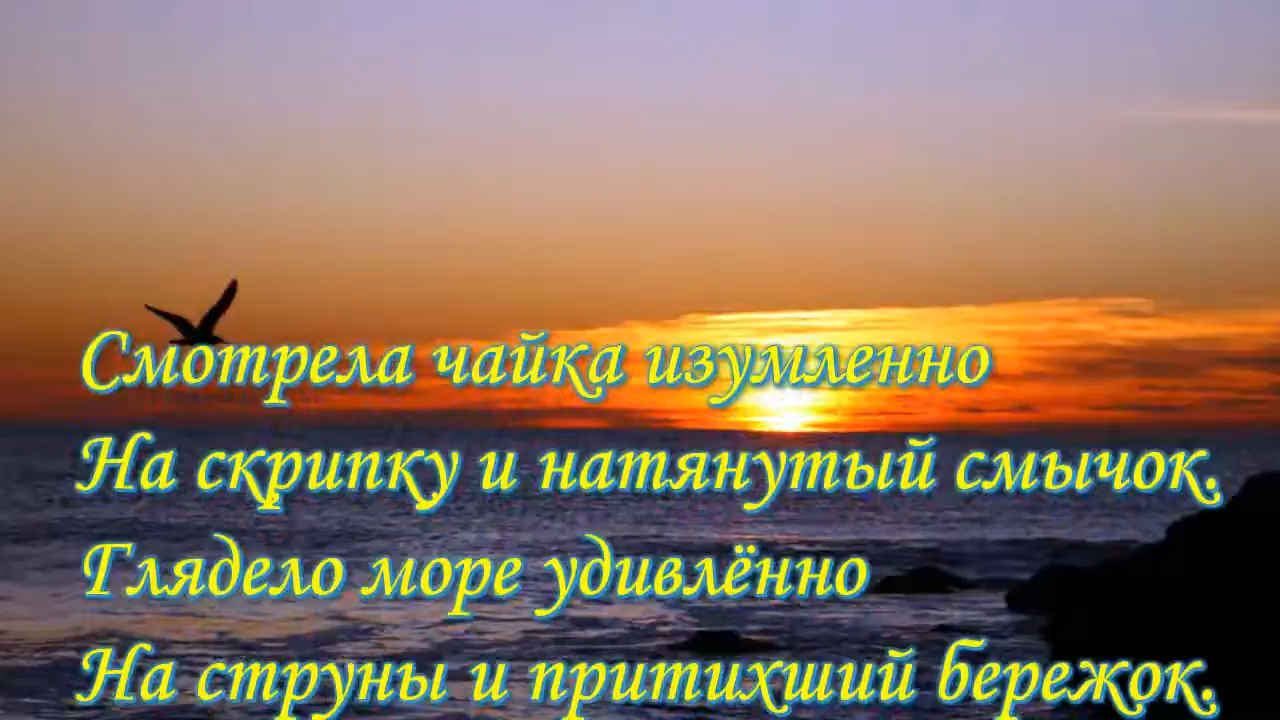 Смотрела чайка изумленно
На скрипку и натянутый смычок.
Глядело море удивлённо
На струны и притихший бережок.